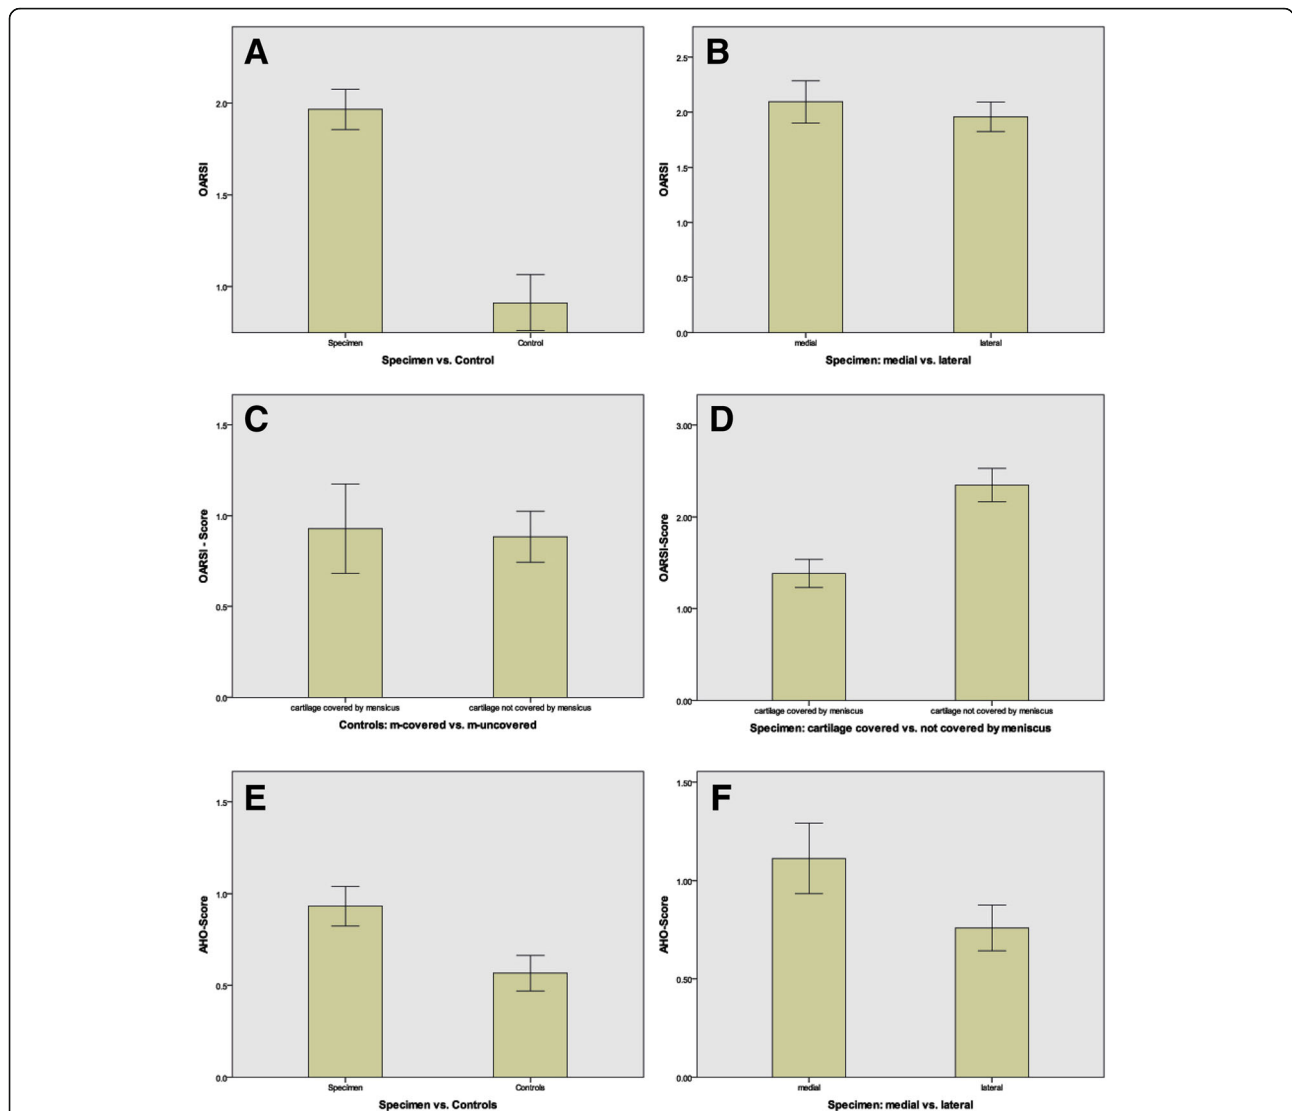 A
OARSI
2.0
1.5
1.0
Specimen
Control
Specimen vs. Control
B
OARSI
2.5
2.0
1.5
1.0
0.5
0.0
medial
lateral
Specimen: medial vs. lateral
C
OARSI - Score
1.5
1.0
0.5
0.0
cartilage covered by mensicus
cartilage not covered by mensicus
Controls: m-covered vs. m-uncovered
D
OARSI-Score
3.00
2.00
1.00
0.00
cartilage covered by meniscus
cartilage not covered by meniscus
Specimen: cartilage covered vs. not covered by meniscus
E
AHO-Score
1.5
1.0
0.5
0.0
Specimen
Controls
Specimen vs. Controls
F
AHO-Score
1.50
1.00
0.50
0.00
medial
lateral
Specimen: medial vs. lateral